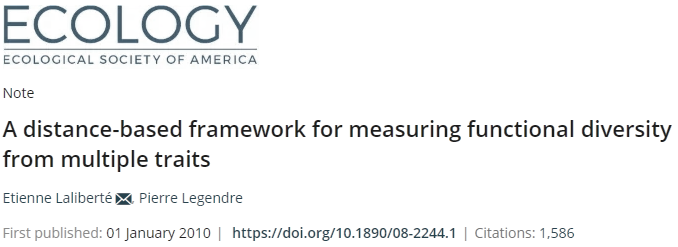 ECOLOGY
ECOLOGICAL SOCIETY OF AMERICA
Note
A distance-based framework for measuring functional diversity
from multiple traits
Etienne Laliberté, Pierre Legendre
First published: 01 January 2010 | https://doi.org/10.1890/08-2244.1 | Citations: 1,586